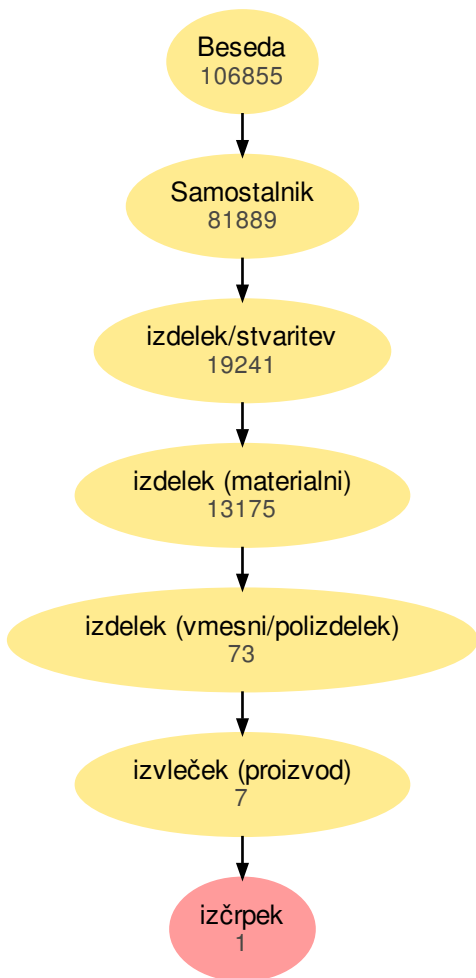 Beseda
106855
Samostalnik
81889
izdelek/stvaritev
19241
izdelek (materialni)
13175
izdelek (vmesni/polizdelek)
73
izvleček (proizvod)
7
izčrpek
1